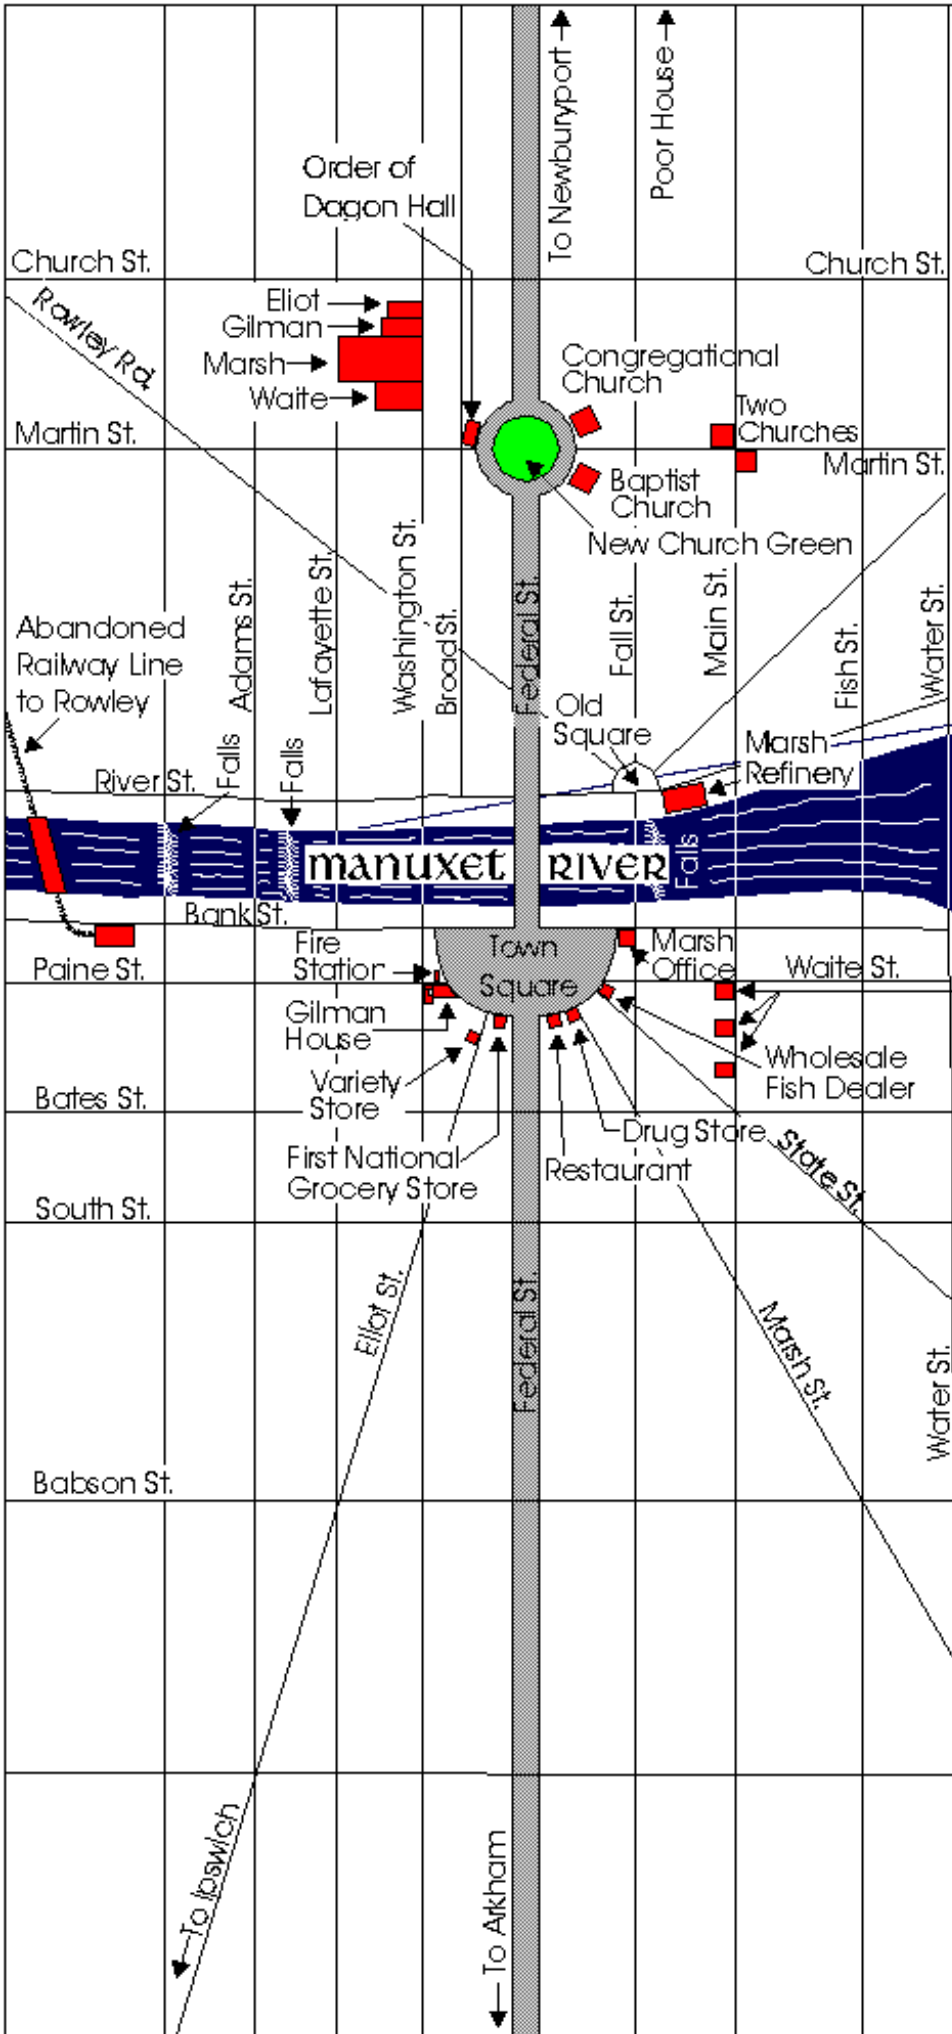 To Newburyport
Poor House
Order of
Dagon Hall
Church St.
Church St.
Rowley Rd.
Eliot
Gilman
Marsh
Waite
Congregational
Church
Two
Churches
Martin St.
Martin St.
Baptist
Church
New Church Green
Adams St.
Lafayette St.
Washington St.
Broad St.
Federal St.
Fall St.
Main St.
Fish St.
Water St.
Abandoned
Railway Line
to Rowley
Old
Square
Marsh
Refinery
Falls
Falls
River St.
Manuxet River
Falls
Bank St.
Fire
Station
Town
Square
Marsh
Office
Paine St.
Waite St.
Gilman
House
Variety
Store
Wholesale
Fish Dealer
Bates St.
First National
Grocery Store
Drug Store
Restaurant
State St.
South St.
Eliot St.
Federal St.
Marsh St.
Water St.
Babson St.
To Ipswich
To Arkham